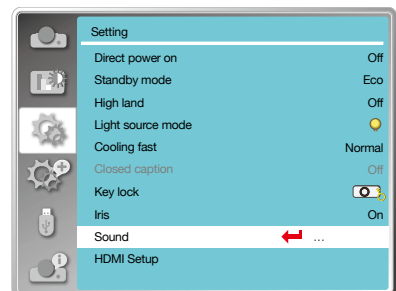 Setting
Direct power on Off
Standby mode Eco
High land Off
Light source mode
Cooling fast Normal
Closed caption Off
Key lock
Iris On
Sound ...
HDMI Setup